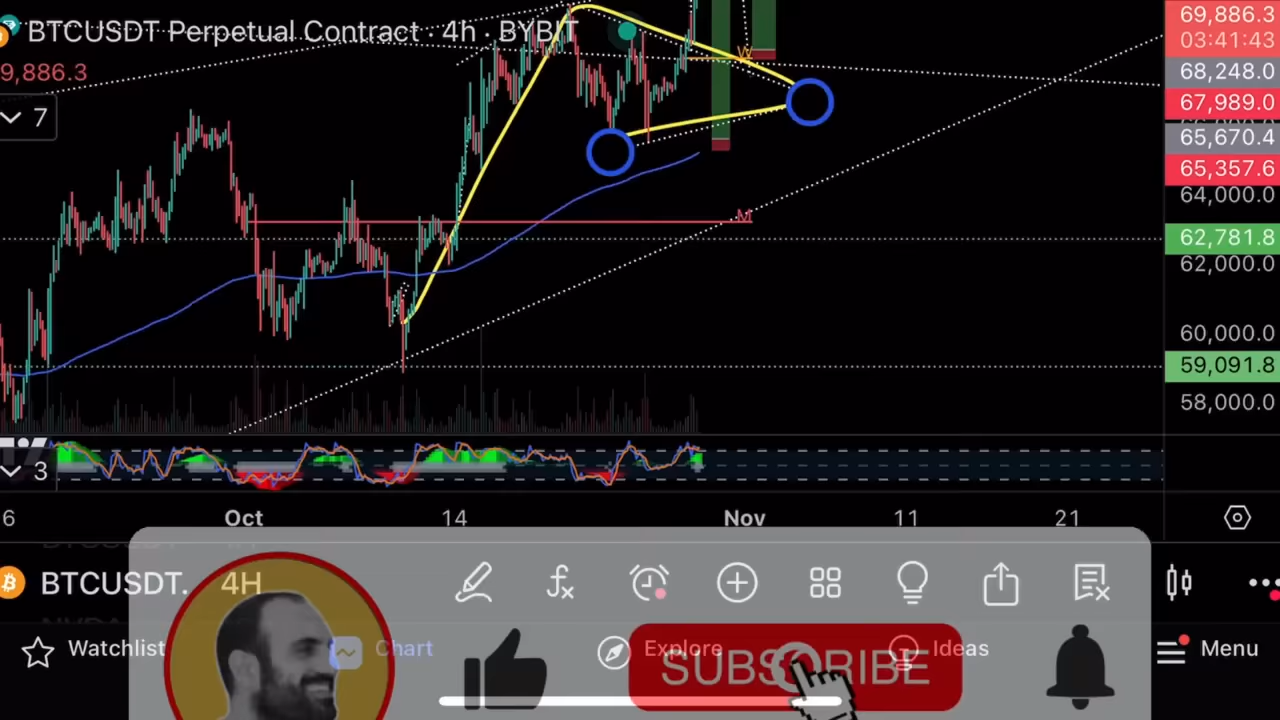 BTCUSDT Perpetual Contract · 4h · BYBIT
9,886.3
7
W
M
69,886.3
03:41:43
68,248.0
67,989.0
65,670.4
65,357.6
64,000.0
62,781.8
62,000.0
60,000.0
59,091.8
58,000.0
3
6 Oct 14 Nov 11 21
BTCUSDT. 4H
Watchlist Chart Explore Ideas Menu
SUBSCRIBE